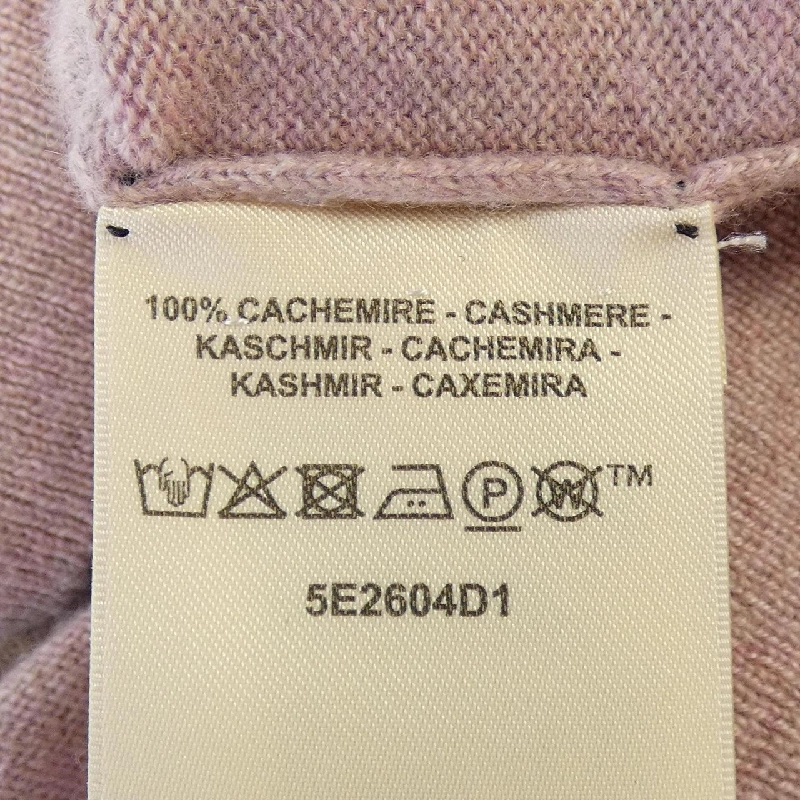 100% CACHEMIRE - CASHMERE -
KASCHMIR - CACHEMIRA -
KASHMIR - CAXEMIRA
P W TM
5E2604D1